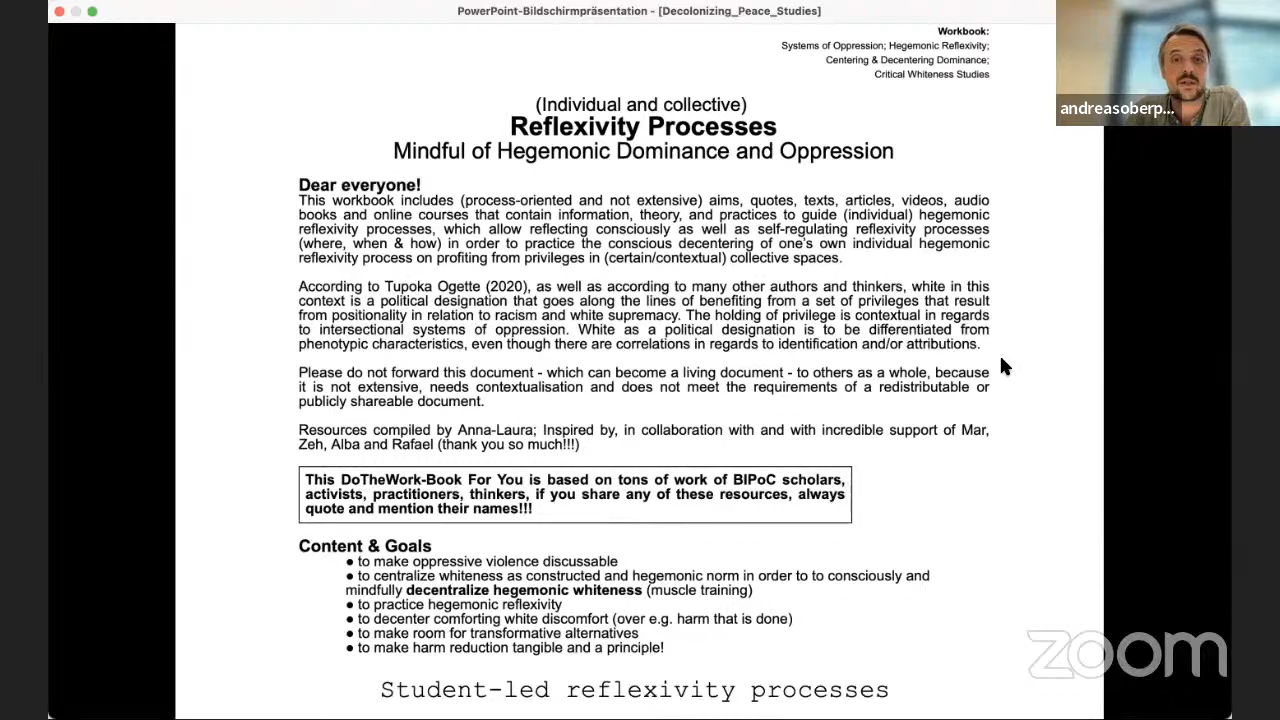 PowerPoint-Bildschirmpräsentation - [Decolonizing_Peace_Studies]
Workbook:
Systems of Oppression; Hegemonic Reflexivity;
Centering & Decentering Dominance;
Critical Whiteness Studies
andreasoberp...
(Individual and collective)
Reflexivity Processes
Mindful of Hegemonic Dominance and Oppression
Dear everyone!
This workbook includes (process-oriented and not extensive) aims, quotes, texts, articles, videos, audio
books and online courses that contain information, theory, and practices to guide (individual) hegemonic
reflexivity processes, which allow reflecting consciously as well as self-regulating reflexivity processes
(where, when & how) in order to practice the conscious decentering of one's own individual hegemonic
reflexivity process on profiting from privileges in (certain/contextual) collective spaces.
According to Tupoka Ogette (2020), as well as according to many other authors and thinkers, white in this
context is a political designation that goes along the lines of benefiting from a set of privileges that result
from positionality in relation to racism and white supremacy. The holding of privilege is contextual in regards
to intersectional systems of oppression. White as a political designation is to be differentiated from
phenotypic characteristics, even though there are correlations in regards to identification and/or attributions.
Please do not forward this document - which can become a living document - to others as a whole, because
it is not extensive, needs contextualisation and does not meet the requirements of a redistributable or
publicly shareable document.
Resources compiled by Anna-Laura; Inspired by, in collaboration with and with incredible support of Mar,
Zeh, Alba and Rafael (thank you so much!!!)
This DoTheWork-Book For You is based on tons of work of BIPoC scholars,
activists, practitioners, thinkers, if you share any of these resources, always
quote and mention their names!!!
Content & Goals
● to make oppressive violence discussable
● to centralize whiteness as constructed and hegemonic norm in order to to consciously and
mindfully decentralize hegemonic whiteness (muscle training)
● to practice hegemonic reflexivity
● to decenter comforting white discomfort (over e.g. harm that is done)
● to make room for transformative alternatives
● to make harm reduction tangible and a principle!
zoom
Student-led reflexivity processes